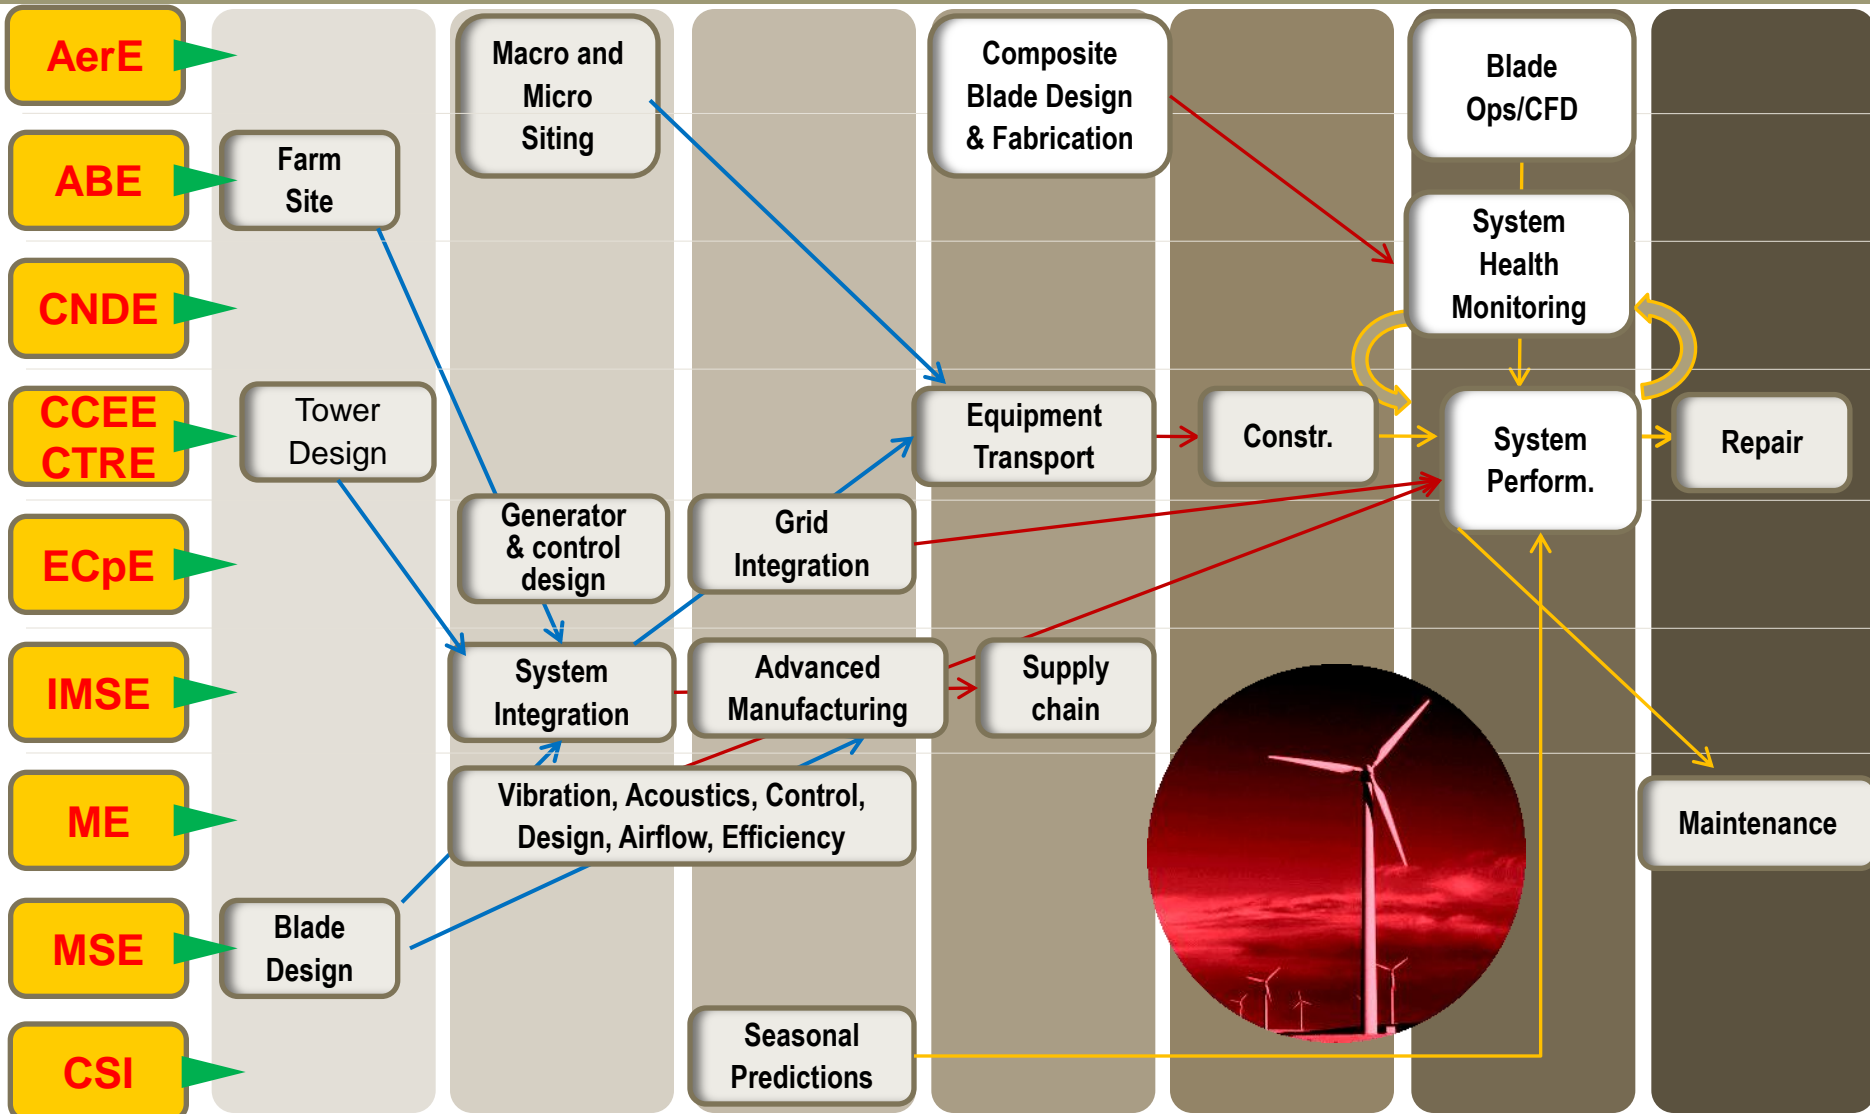 AerE
Macro and
Micro
Siting
Composite
Blade Design
& Fabrication
Blade
Ops/CFD
ABE
Farm
Site
System
Health
Monitoring
CNDE
CCEE
CTRE
Tower
Design
Equipment
Transport
Constr.
System
Perform.
Repair
ECpE
Generator
& control
design
Grid
Integration
IMSE
System
Integration
Advanced
Manufacturing
Supply
chain
ME
Vibration, Acoustics, Control,
Design, Airflow, Efficiency
Maintenance
MSE
Blade
Design
CSI
Seasonal
Predictions